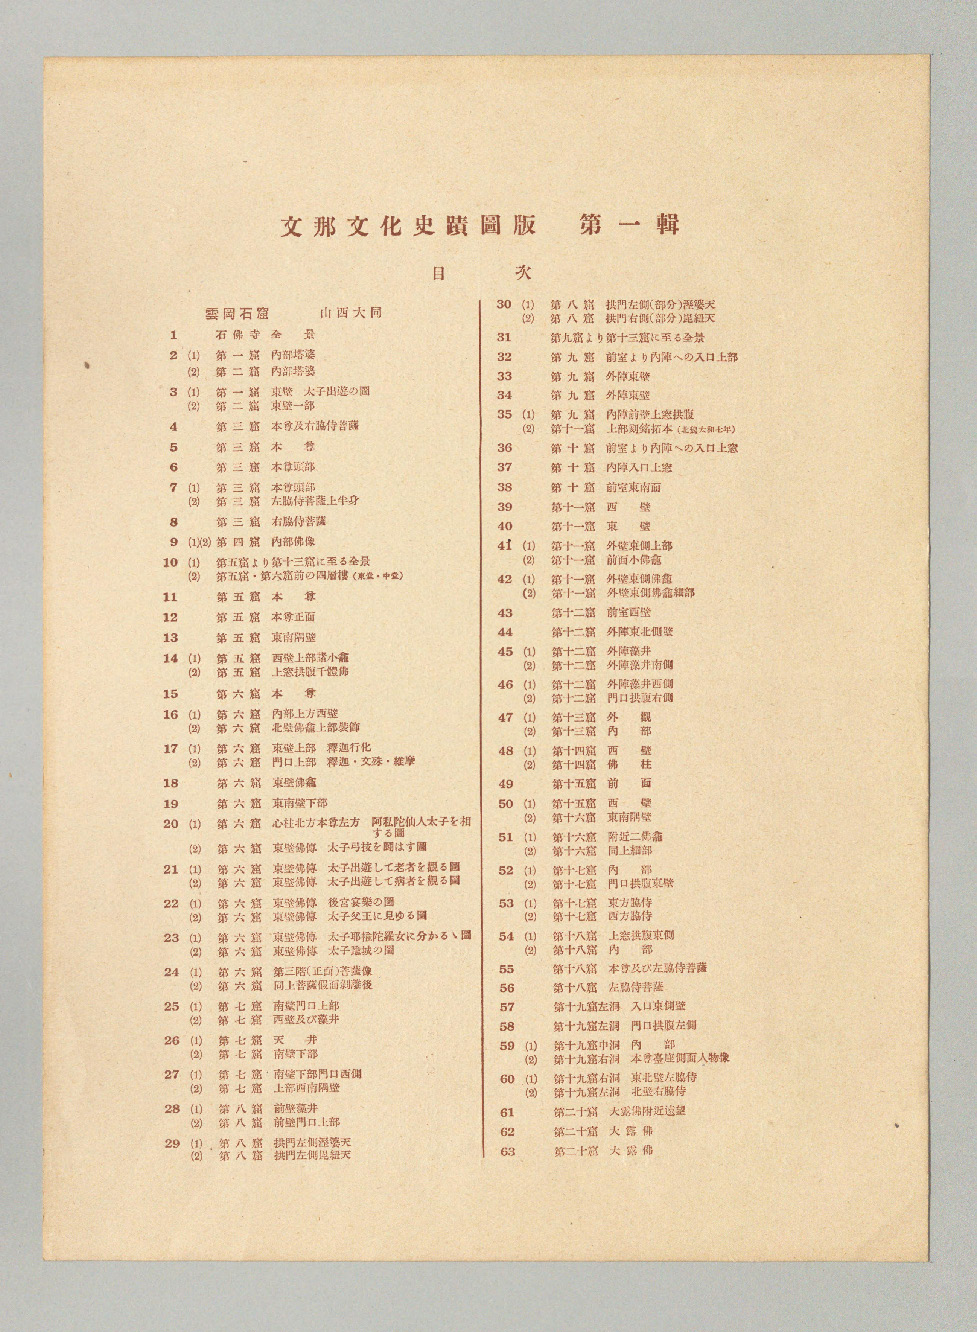 支那文化史蹟圖版 第一輯
目 次
雲岡石窟 山西大同
1 石佛寺全景
2 (1) 第一窟 內部塔婆
(2) 第二窟 內部塔婆
3 (1) 第一窟 東壁 太子出遊の圖
(2) 第二窟 東壁一部
4 第三窟 本尊及右脇侍菩薩
5 第三窟 本尊
6 第三窟 本尊頭部
7 (1) 第三窟 本尊頭部
(2) 第三窟 左脇侍菩薩上半身
8 第三窟 右脇侍菩薩
9 (1)(2) 第四窟 內部佛像
10 (1) 第五窟より第十三窟に至る全景
(2) 第五窟・第六窟前の四層樓(東堂・中堂)
11 第五窟 本尊
12 第五窟 本尊正面
13 第五窟 東南隅壁
14 (1) 第五窟 西壁上部諸小龕
(2) 第五窟 上窓拱腹千體佛
15 第六窟 本尊
16 (1) 第六窟 內部上方西壁
(2) 第六窟 北壁佛龕上部裝飾
17 (1) 第六窟 東壁上部 釋迦行化
(2) 第六窟 門口上部 釋迦・文殊・維摩
18 第六窟 東壁佛龕
19 第六窟 東南壁下部
20 (1) 第六窟 心柱北方本尊左方 阿私陀仙人太子を相
する圖
(2) 第六窟 東壁佛傳 太子弓技を鬪はす圖
21 (1) 第六窟 東壁佛傳 太子出遊して老者を觀る圖
(2) 第六窟 東壁佛傳 太子出遊して病者を觀る圖
22 (1) 第六窟 東壁佛傳 後宮宴樂の圖
(2) 第六窟 東壁佛傳 太子父王に見ゆる圖
23 (1) 第六窟 東壁佛傳 太子耶輸陀羅女に分かるヽ圖
(2) 第六窟 東壁佛傳 太子踰城の圖
24 (1) 第六窟 第三階(正面)菩薩像
(2) 第六窟 同上菩薩假面剝離後
25 (1) 第七窟 南壁門口上部
(2) 第七窟 西壁及び藻井
26 (1) 第七窟 天井
(2) 第七窟 南壁下部
27 (1) 第七窟 南壁下部門口西側
(2) 第七窟 上部西南隅壁
28 (1) 第八窟 前壁藻井
(2) 第八窟 前壁門口上部
29 (1) 第八窟 拱門左側溼婆天
(2) 第八窟 拱門左側毘紐天
30 (1) 第八窟 拱門左側(部分)溼婆天
(2) 第八窟 拱門右側(部分)毘紐天
31 第九窟より第十三窟に至る全景
32 第九窟 前室より內陣への入口上部
33 第九窟 外陣東壁
34 第九窟 外陣東壁
35 (1) 第九窟 內陣前壁上窓拱腹
(2) 第十一窟 上部刻銘拓本(北魏太和七年)
36 第十窟 前室より內陣への入口上窓
37 第十窟 內陣入口上窓
38 第十窟 前室東南面
39 第十一窟 西壁
40 第十一窟 東壁
41 (1) 第十一窟 外壁東側上部
(2) 第十一窟 前面小佛龕
42 (1) 第十一窟 外壁東側佛龕
(2) 第十一窟 外壁東側佛龕細部
43 第十二窟 前室西壁
44 第十二窟 外陣東北側壁
45 (1) 第十二窟 外陣藻井
(2) 第十二窟 外陣藻井南側
46 (1) 第十二窟 外陣藻井西側
(2) 第十二窟 門口拱腹右側
47 (1) 第十三窟 外觀
(2) 第十三窟 內部
48 (1) 第十四窟 西壁
(2) 第十四窟 佛柱
49 第十五窟 前面
50 (1) 第十五窟 西壁
(2) 第十六窟 東南隅壁
51 (1) 第十六窟 附近二佛龕
(2) 第十六窟 同上細部
52 (1) 第十七窟 內部
(2) 第十七窟 門口拱腹東壁
53 (1) 第十七窟 東方脇侍
(2) 第十七窟 西方脇侍
54 (1) 第十八窟 上窓拱腹東側
(2) 第十八窟 內部
55 第十八窟 本尊及び左脇侍菩薩
56 第十八窟 左脇侍菩薩
57 第十九窟左洞 入口東側壁
58 第十九窟左洞 門口拱腹左側
59 (1) 第十九窟中洞 內部
(2) 第十九窟右洞 本尊臺座側面人物像
60 (1) 第十九窟右洞 東北壁左脇侍
(2) 第十九窟左洞 北壁右脇侍
61 第二十窟 大露佛附近遠望
62 第二十窟 大露佛
63 第二十窟 大露佛